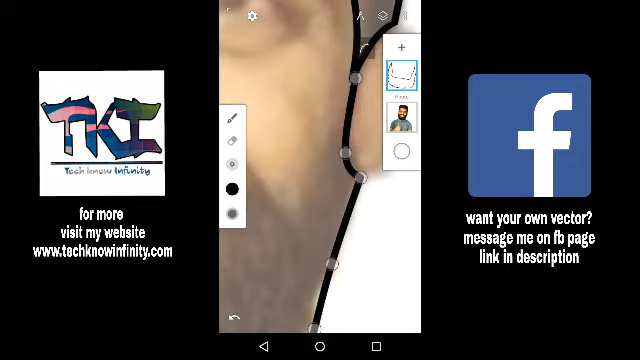 TKI
Tech know Infinity
for more
visit my website
www.techknowinfinity.com
Photo
f
want your own vector?
message me on fb page
link in description